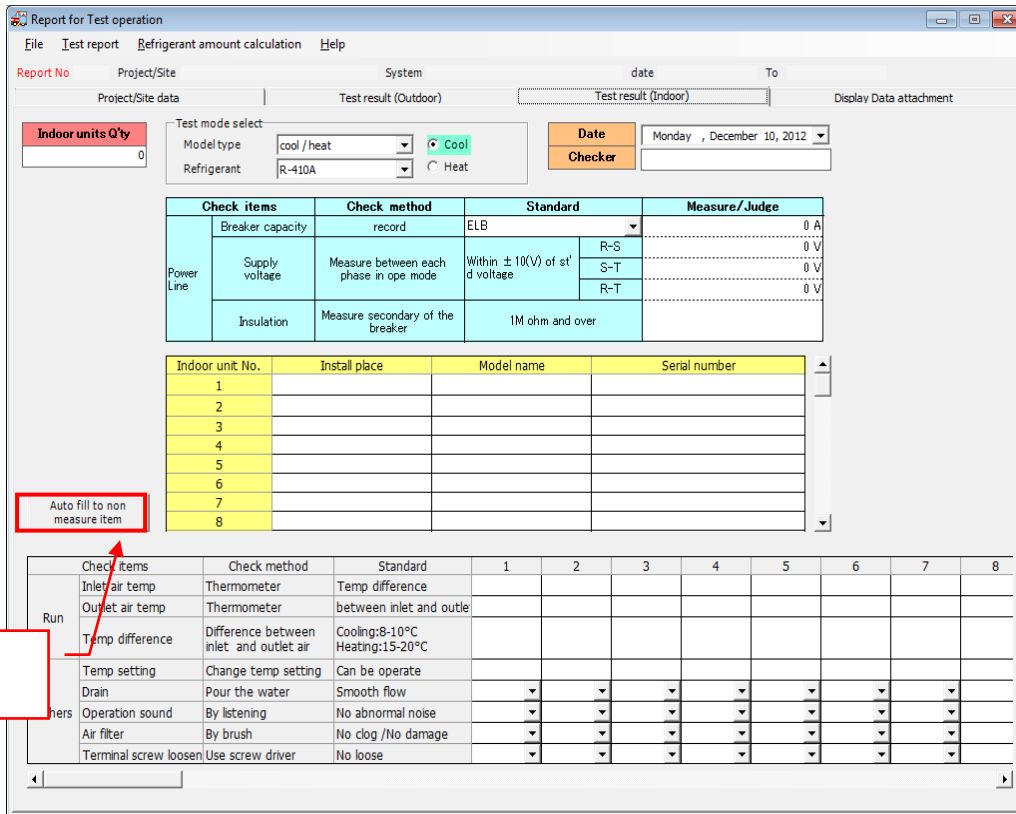 Report for Test operation
File Test report Refrigerant amount calculation Help
Report No Project/Site System date To
Project/Site data Test result (Outdoor) Test result (Indoor) Display Data attachment
Indoor units Q'ty
0
Test mode select
Model type cool / heat Cool
Refrigerant R-410A Heat
Date Monday , December 10, 2012
Checker
Check items Check method Standard Measure/Judge
Power Line
Breaker capacity record ELB 0 A
Supply voltage
Measure between each phase in ope mode
Within ± 10(V) of st'
d voltage
R-S 0 V
S-T 0 V
R-T 0 V
Insulation
Measure secondary of the breaker
1M ohm and over
Indoor unit No. Install place Model name Serial number
1
2
3
4
5
6
7
8
Auto fill to non
measure item
Check items Check method Standard 1 2 3 4 5 6 7 8
Run
Inlet air temp Thermometer Temp difference
Outlet air temp Thermometer between inlet and outle
Temp difference
Difference between
inlet and outlet air
Cooling:8-10°C
Heating:15-20°C
Temp setting Change temp setting Can be operate
Drain Pour the water Smooth flow
hers Operation sound By listening No abnormal noise
Air filter By brush No clog /No damage
Terminal screw loosen Use screw driver No loose